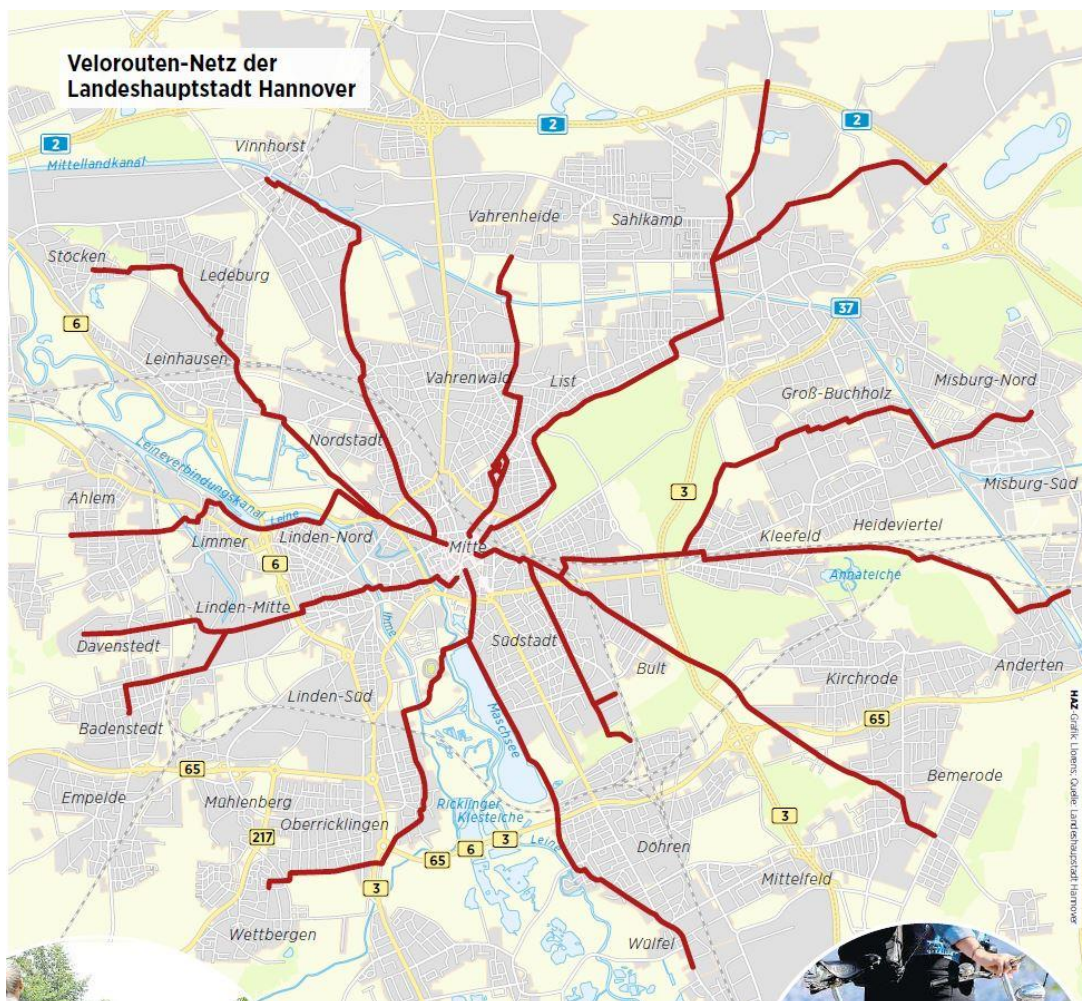 Velorouten-Netz der
Landeshauptstadt Hannover
2
2
2
Vinnhorst
Mittellandkanal
Vahrenheide
Sahlkamp
Stöcken
Ledeburg
6
37
Leinhausen
Vahrenwald
List
Groß-Buchholz
Misburg-Nord
Nordstadt
Leineverbindungskanal
Leine
3
Misburg-Süd
Ahlem
Limmer
Linden-Nord
Mitte
Kleefeld
Heideviertel
6
Annateiche
Linden-Mitte
Ihme
Davenstedt
Südstadt
Bult
Anderten
Kirchrode
Linden-Süd
Maschsee
Badenstedt
65
65
Bemerode
Empelde
Mühlenberg
Ricklinger
Kiesteiche
217
Oberricklingen
3
3
65
6
Leine
Döhren
Mittelfeld
3
Wettbergen
Wülfel
HAZ-Grafik: Llorens; Quelle: Landeshauptstadt Hannover